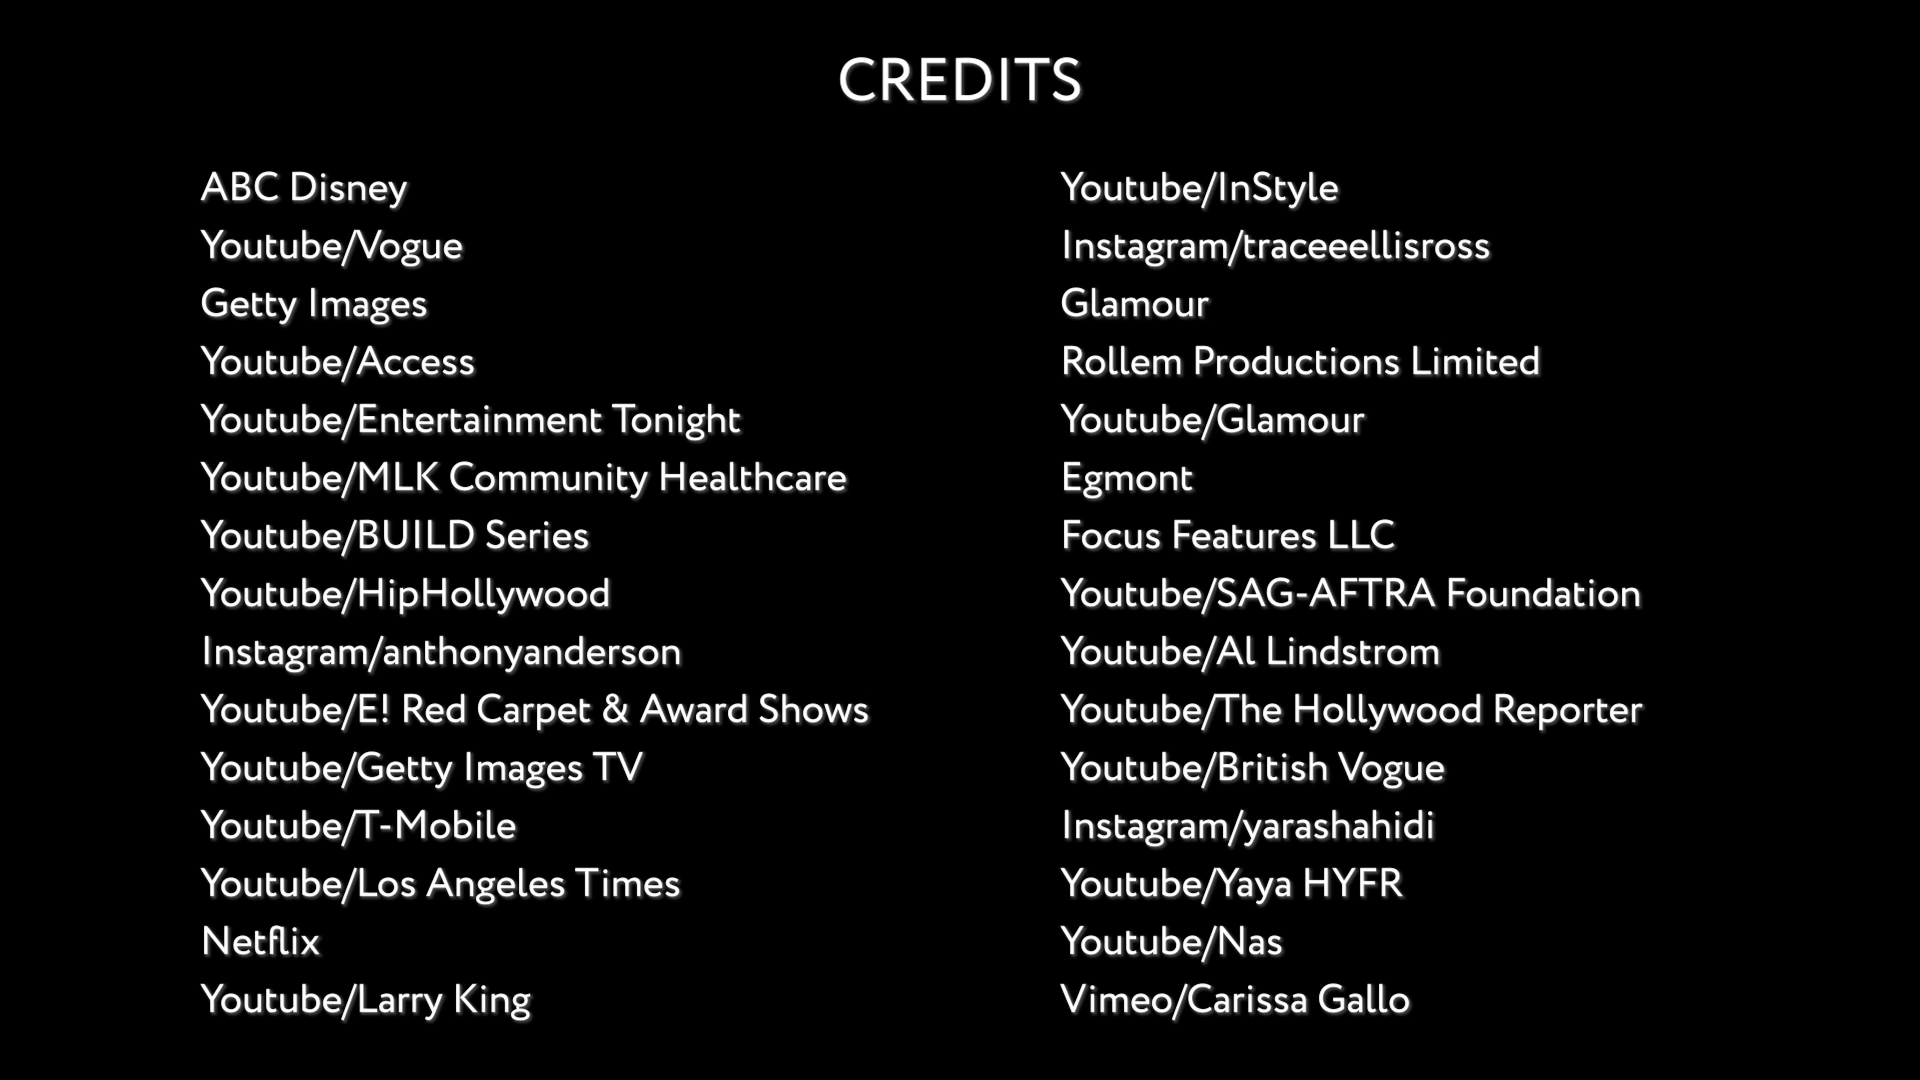 CREDITS
ABC Disney
Youtube/Vogue
Getty Images
Youtube/Access
Youtube/Entertainment Tonight
Youtube/MLK Community Healthcare
Youtube/BUILD Series
Youtube/HipHollywood
Instagram/anthonyanderson
Youtube/E! Red Carpet & Award Shows
Youtube/Getty Images TV
Youtube/T-Mobile
Youtube/Los Angeles Times
Netflix
Youtube/Larry King
Youtube/InStyle
Instagram/traceeellisross
Glamour
Rollem Productions Limited
Youtube/Glamour
Egmont
Focus Features LLC
Youtube/SAG-AFTRA Foundation
Youtube/Al Lindstrom
Youtube/The Hollywood Reporter
Youtube/British Vogue
Instagram/yarashahidi
Youtube/Yaya HYFR
Youtube/Nas
Vimeo/Carissa Gallo